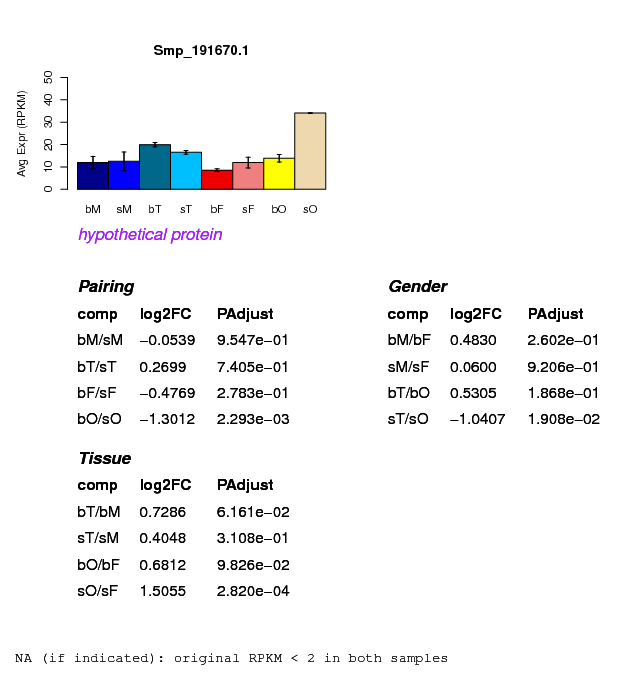 Smp_191670.1
Avg Expr (RPKM)
50
40
30
20
10
0
bM sM bT sT bF sF bO sO
hypothetical protein
Pairing
comp log2FC PAdjust
bM/sM −0.0539 9.547e−01
bT/sT 0.2699 7.405e−01
bF/sF −0.4769 2.783e−01
bO/sO −1.3012 2.293e−03
Gender
comp log2FC PAdjust
bM/bF 0.4830 2.602e−01
sM/sF 0.0600 9.206e−01
bT/bO 0.5305 1.868e−01
sT/sO −1.0407 1.908e−02
Tissue
comp log2FC PAdjust
bT/bM 0.7286 6.161e−02
sT/sM 0.4048 3.108e−01
bO/bF 0.6812 9.826e−02
sO/sF 1.5055 2.820e−04
NA (if indicated): original RPKM < 2 in both samples